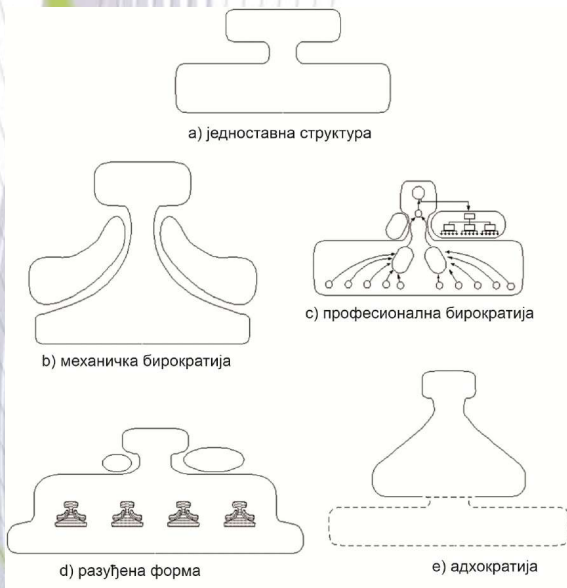 a) једноставна структура
b) механичка бирократија
c) професионална бирократија
d) разуђена форма
e) адхократија